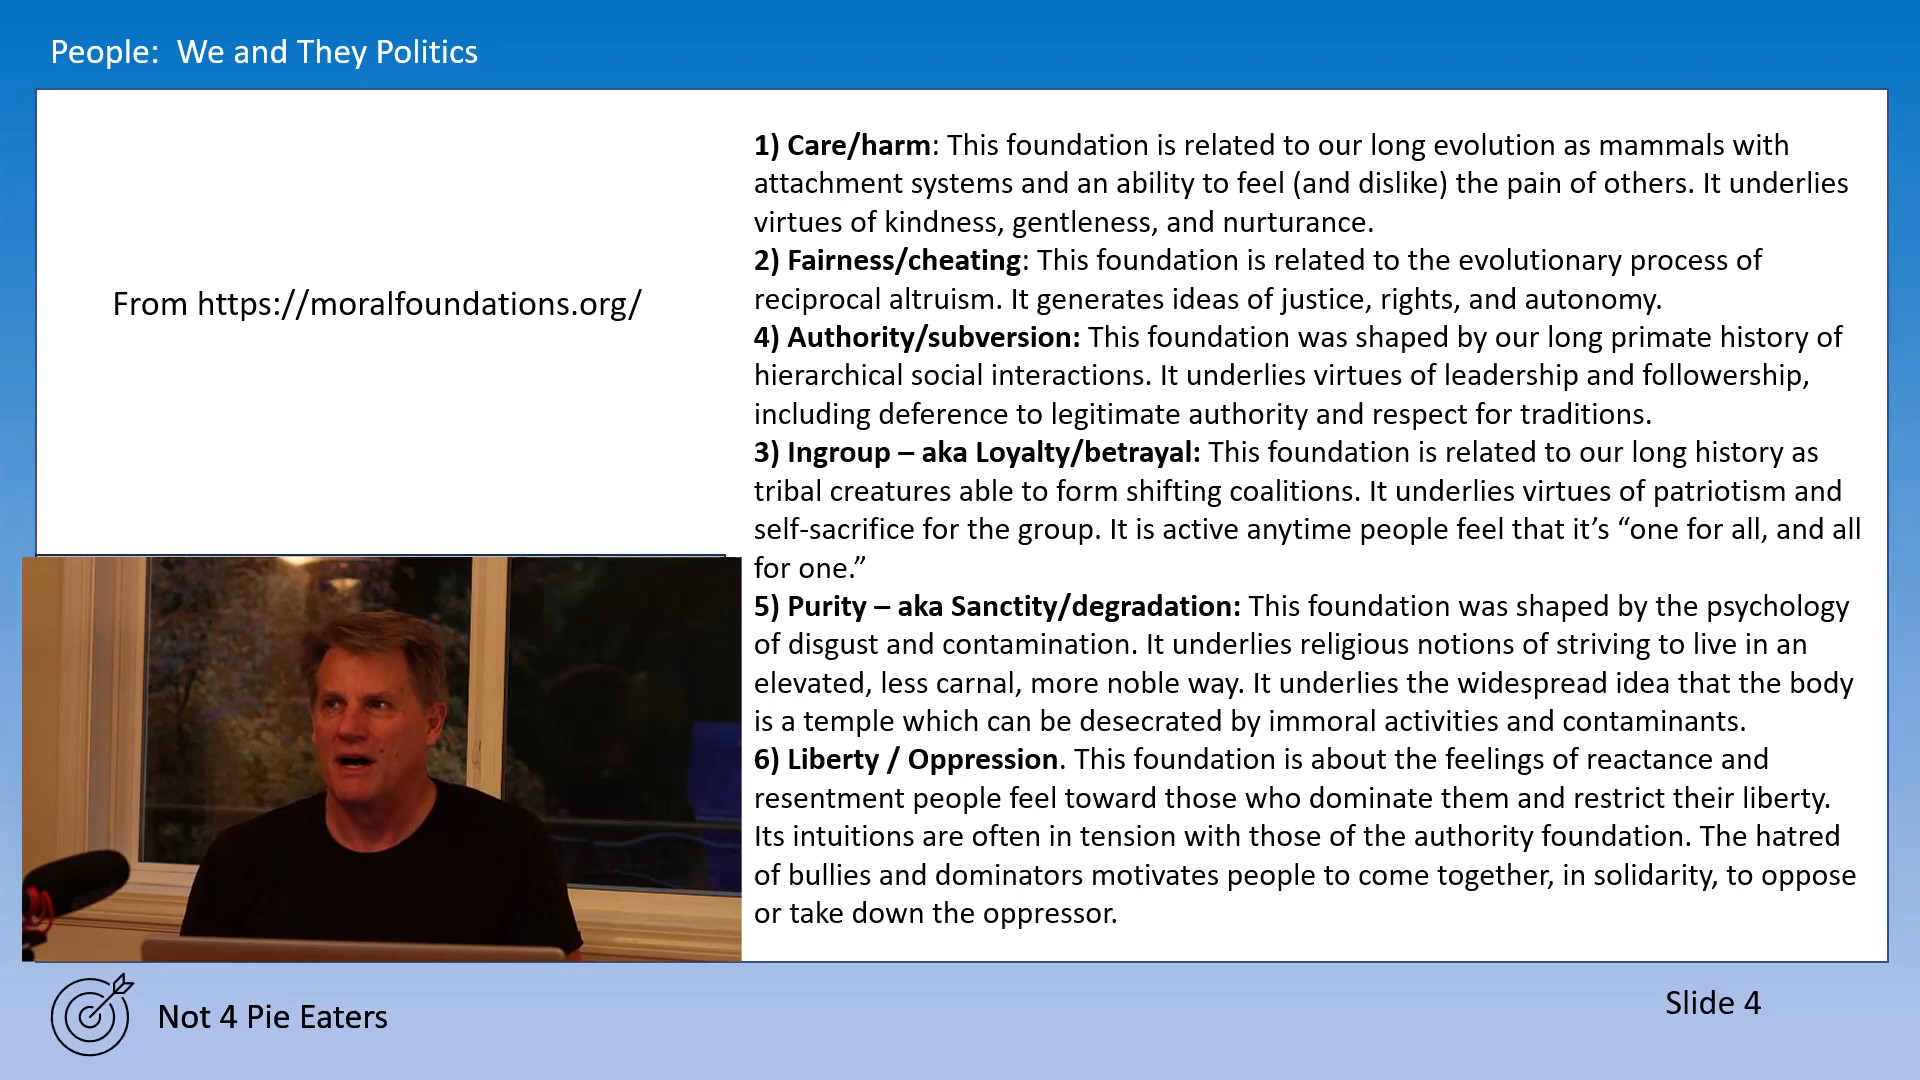 People:  We and They Politics
From https://moralfoundations.org/
1) Care/harm: This foundation is related to our long evolution as mammals with
attachment systems and an ability to feel (and dislike) the pain of others. It underlies
virtues of kindness, gentleness, and nurturance.
2) Fairness/cheating: This foundation is related to the evolutionary process of
reciprocal altruism. It generates ideas of justice, rights, and autonomy.
4) Authority/subversion: This foundation was shaped by our long primate history of
hierarchical social interactions. It underlies virtues of leadership and followership,
including deference to legitimate authority and respect for traditions.
3) Ingroup – aka Loyalty/betrayal: This foundation is related to our long history as
tribal creatures able to form shifting coalitions. It underlies virtues of patriotism and
self-sacrifice for the group. It is active anytime people feel that it’s “one for all, and all
for one.”
5) Purity – aka Sanctity/degradation: This foundation was shaped by the psychology
of disgust and contamination. It underlies religious notions of striving to live in an
elevated, less carnal, more noble way. It underlies the widespread idea that the body
is a temple which can be desecrated by immoral activities and contaminants.
6) Liberty / Oppression. This foundation is about the feelings of reactance and
resentment people feel toward those who dominate them and restrict their liberty.
Its intuitions are often in tension with those of the authority foundation. The hatred
of bullies and dominators motivates people to come together, in solidarity, to oppose
or take down the oppressor.
Not 4 Pie Eaters
Slide 4